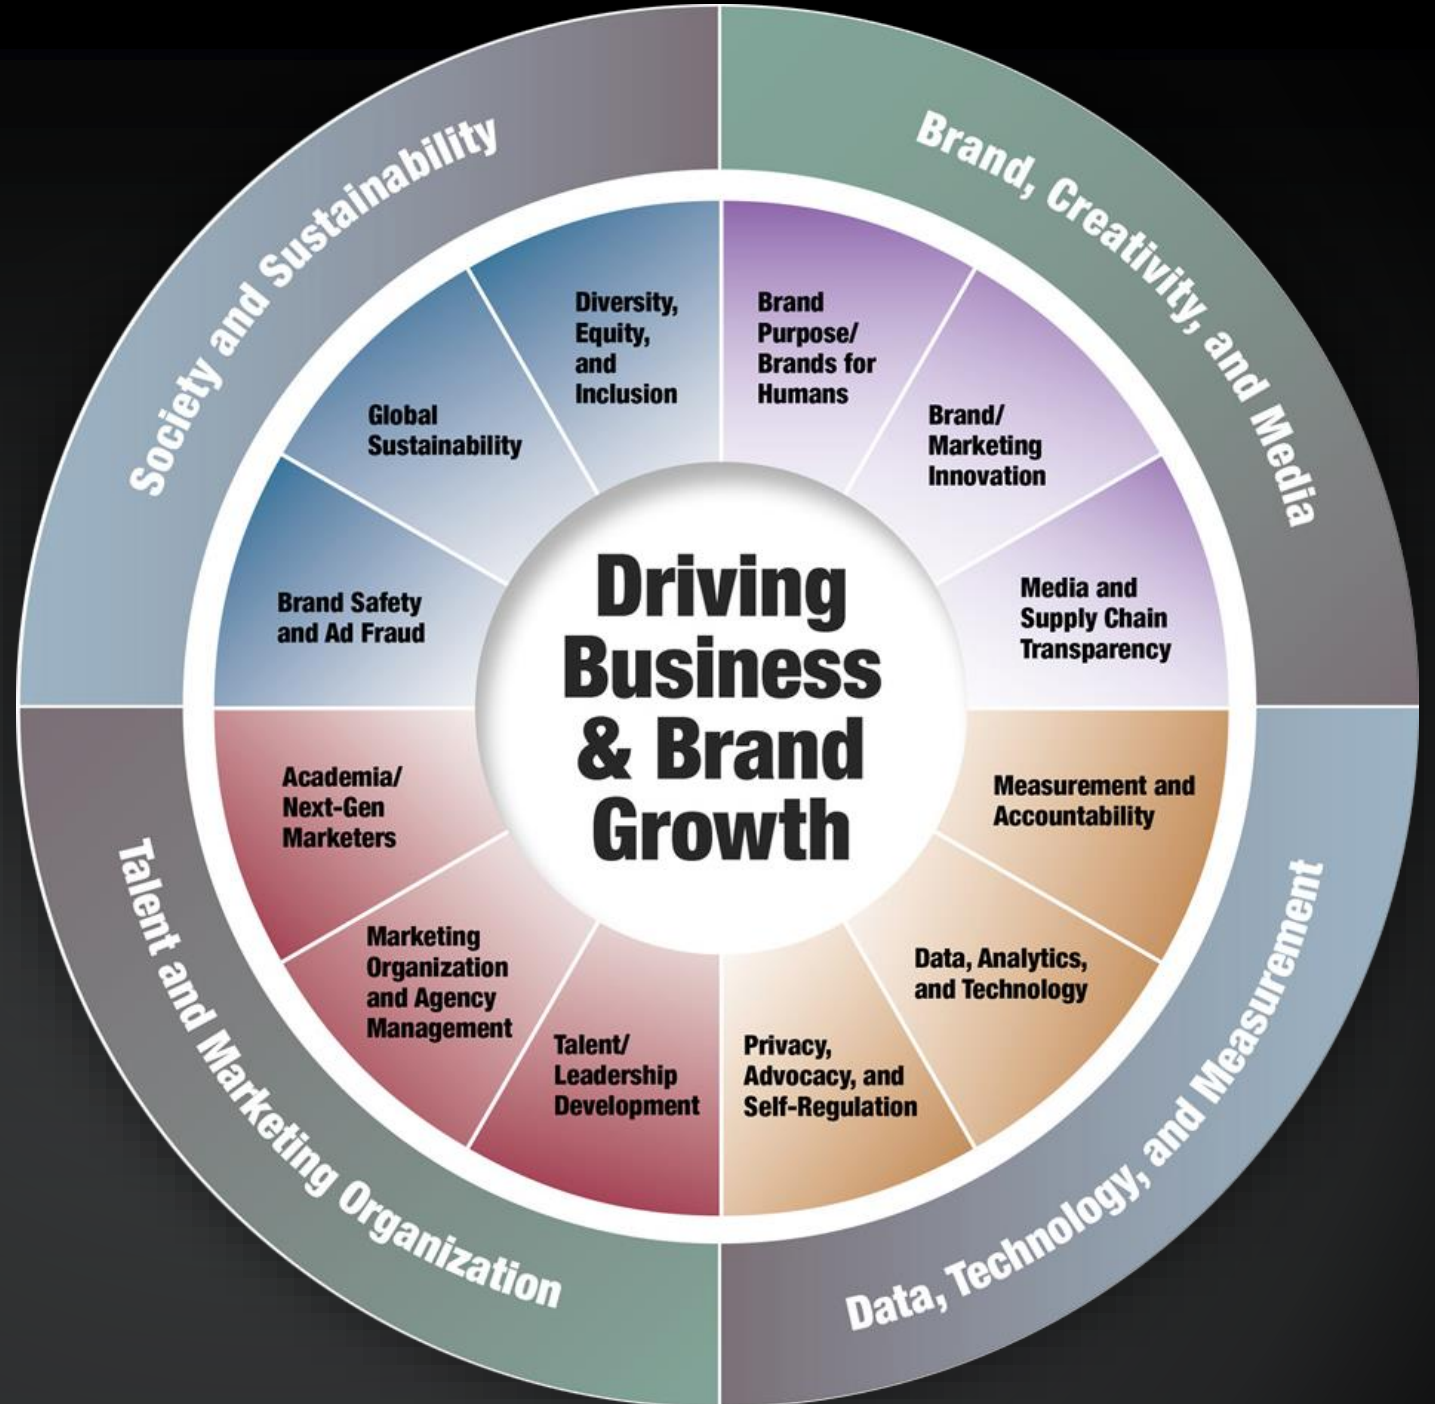 Society and Sustainability
Brand, Creativity, and Media
Diversity,
Equity,
and
Inclusion
Brand
Purpose/
Brands for
Humans
Global
Sustainability
Brand/
Marketing
Innovation
Brand Safety
and Ad Fraud
Media and
Supply Chain
Transparency
Driving
Business
& Brand
Growth
Academia/
Next-Gen
Marketers
Measurement and
Accountability
Marketing
Organization
and Agency
Management
Data, Analytics,
and Technology
Talent/
Leadership
Development
Privacy,
Advocacy, and
Self-Regulation
Talent and Marketing Organization
Data, Technology, and Measurement